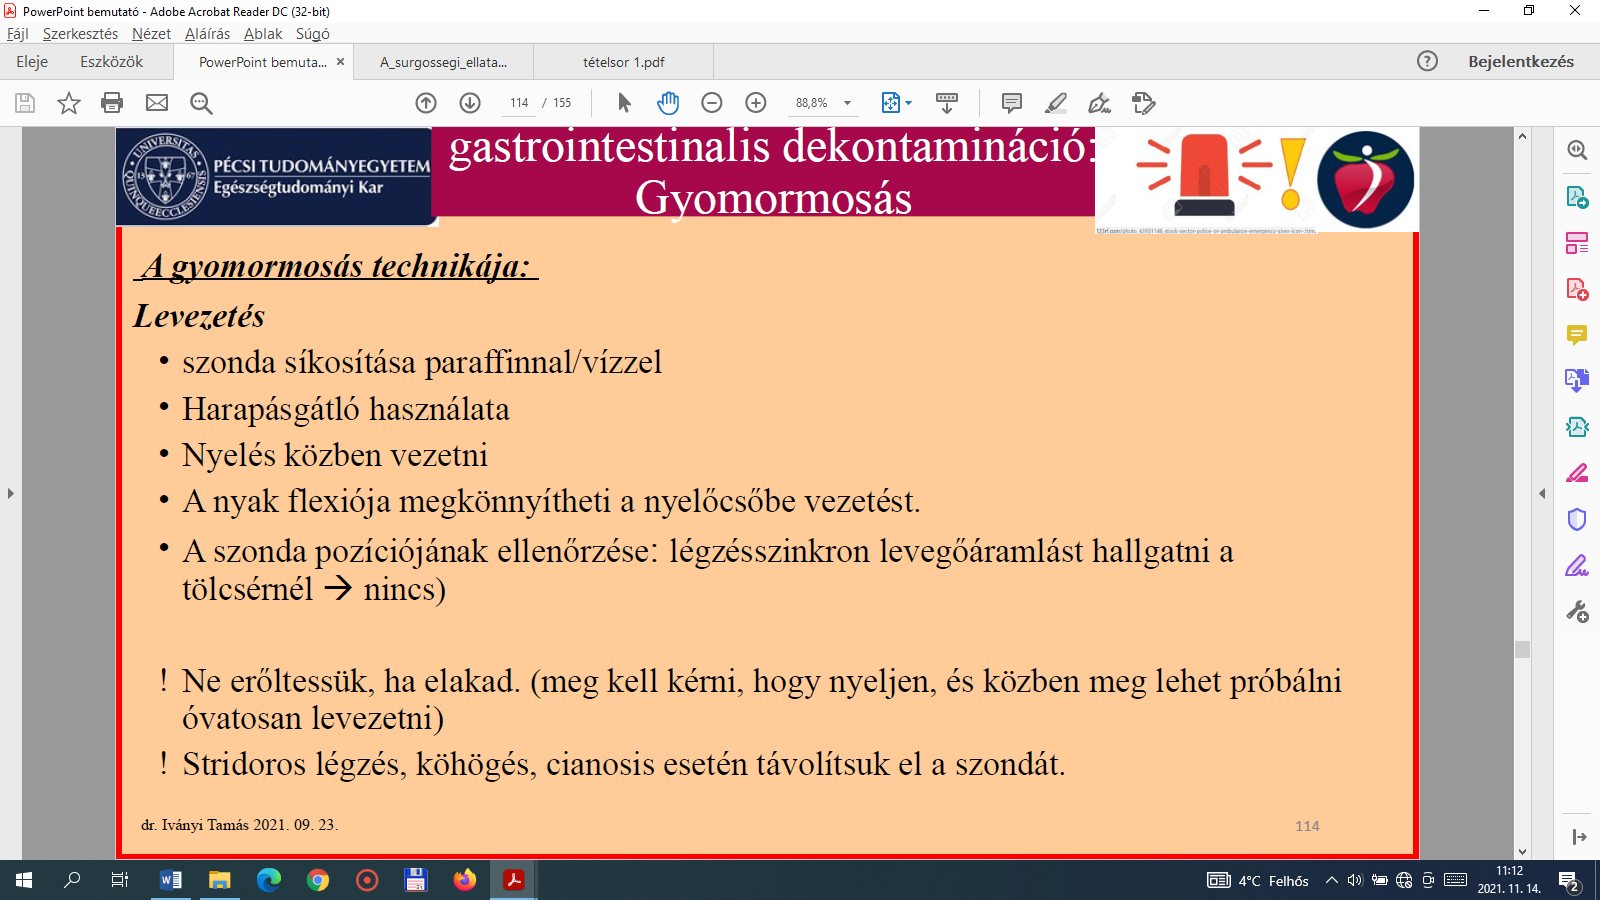 PowerPoint bemutató - Adobe Acrobat Reader DC (32-bit)
Fájl Szerkesztés Nézet Aláírás Ablak Súgó
Eleje Eszközök PowerPoint bemuta... × A_surgossegi_ellata... tételsor 1.pdf Bejelentkezés
114 / 155 88,8%
UNIVERSITAS QUINQUEECCLESIENSIS 1367
PÉCSI TUDOMÁNYEGYETEM
Egészségtudományi Kar
gastrointestinalis dekontamináció:
Gyomormosás
A gyomormosás technikája:
Levezetés
• szonda síkosítása paraffinnal/vízzel
• Harapásgátló használata
• Nyelés közben vezetni
• A nyak flexiója megkönnyítheti a nyelőcsőbe vezetést.
• A szonda pozíciójának ellenőrzése: légzésszinkron levegőáramlást hallgatni a
tölcsérnél → nincs)
! Ne erőltessük, ha elakad. (meg kell kérni, hogy nyeljen, és közben meg lehet próbálni
óvatosan levezetni)
! Stridoros légzés, köhögés, cianosis esetén távolítsuk el a szondát.
dr. Iványi Tamás 2021. 09. 23.
114
4°C Felhős
11:12
2021. 11. 14.
2